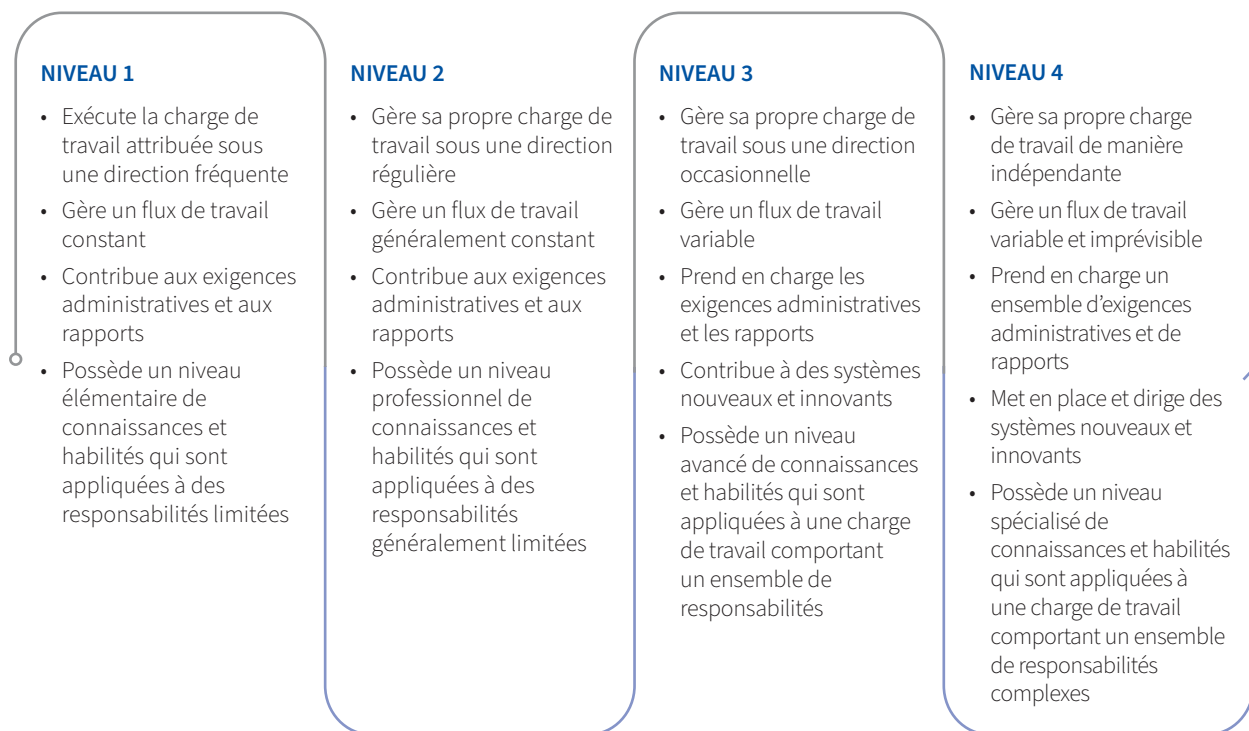 NIVEAU 1
• Exécute la charge de
travail attribuée sous
une direction fréquente
• Gère un flux de travail
constant
• Contribue aux exigences
administratives et aux
rapports
• Possède un niveau
élémentaire de
connaissances et
habilités qui sont
appliquées à des
responsabilités limitées
NIVEAU 2
• Gère sa propre charge de
travail sous une direction
régulière
• Gère un flux de travail
généralement constant
• Contribue aux exigences
administratives et aux
rapports
• Possède un niveau
professionnel de
connaissances et
habilités qui sont
appliquées à des
responsabilités
généralement limitées
NIVEAU 3
• Gère sa propre charge de
travail sous une direction
occasionnelle
• Gère un flux de travail
variable
• Prend en charge les
exigences administratives
et les rapports
• Contribue à des systèmes
nouveaux et innovants
• Possède un niveau
avancé de connaissances
et habilités qui sont
appliquées à une charge
de travail comportant
un ensemble de
responsabilités
NIVEAU 4
• Gère sa propre charge
de travail de manière
indépendante
• Gère un flux de travail
variable et imprévisible
• Prend en charge un
ensemble d’exigences
administratives et de
rapports
• Met en place et dirige des
systèmes nouveaux et
innovants
• Possède un niveau
spécialisé de
connaissances et habilités
qui sont appliquées à
une charge de travail
comportant un ensemble
de responsabilités
complexes